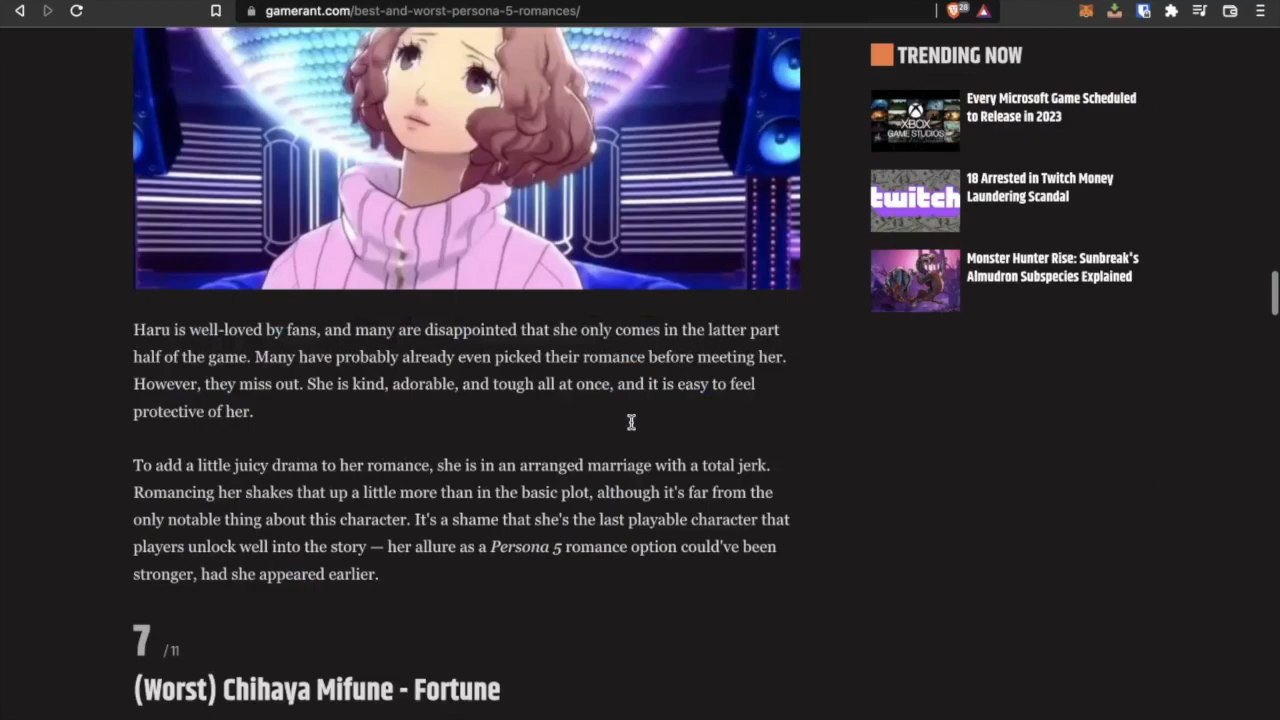 gamerant.com/best-and-worst-persona-5-romances/
28
TRENDING NOW
Every Microsoft Game Scheduled
to Release in 2023
XBOX
GAME STUDIOS
18 Arrested in Twitch Money
Laundering Scandal
twitch
Monster Hunter Rise: Sunbreak's
Almudron Subspecies Explained
Haru is well-loved by fans, and many are disappointed that she only comes in the latter part
half of the game. Many have probably already even picked their romance before meeting her.
However, they miss out. She is kind, adorable, and tough all at once, and it is easy to feel
protective of her.
To add a little juicy drama to her romance, she is in an arranged marriage with a total jerk.
Romancing her shakes that up a little more than in the basic plot, although it's far from the
only notable thing about this character. It's a shame that she's the last playable character that
players unlock well into the story — her allure as a Persona 5 romance option could've been
stronger, had she appeared earlier.
7 / 11
(Worst) Chihaya Mifune - Fortune